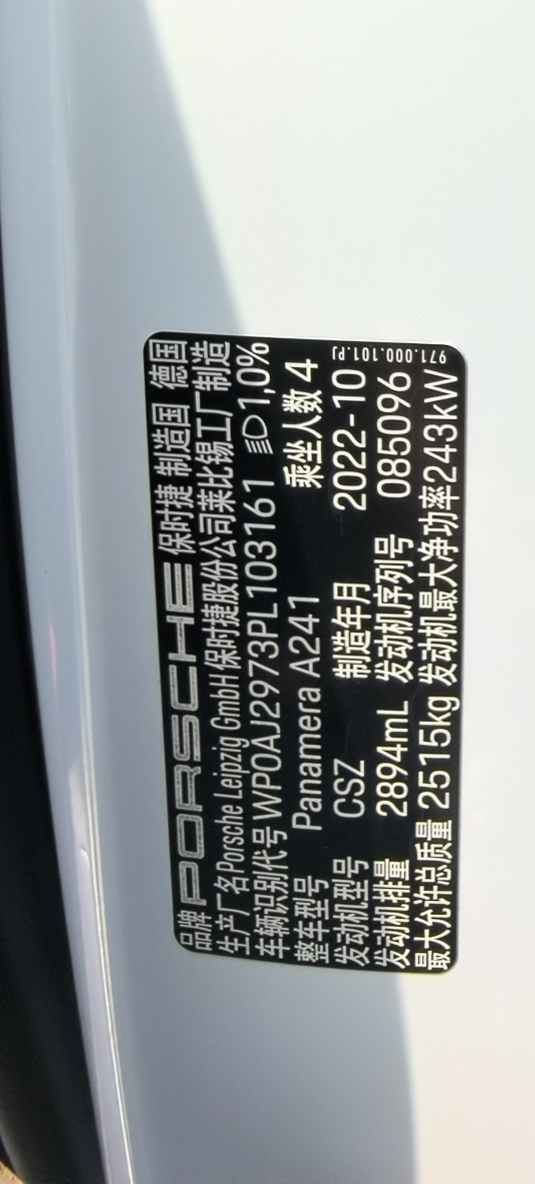 品牌 PORSCHE 保时捷 制造国 德国
生产厂名 Porsche Leipzig GmbH 保时捷股份公司莱比锡工厂 制造
车辆识别代号 WP0AJ2973PL103161 1,0%
整车型号 Panamera A241 乘坐人数 4
发动机型号 CSZ 制造年月 2022-10
发动机排量 2894mL 发动机序列号 085096
最大允许总质量 2515kg 发动机最大净功率 243kW
971.000.101.PJ